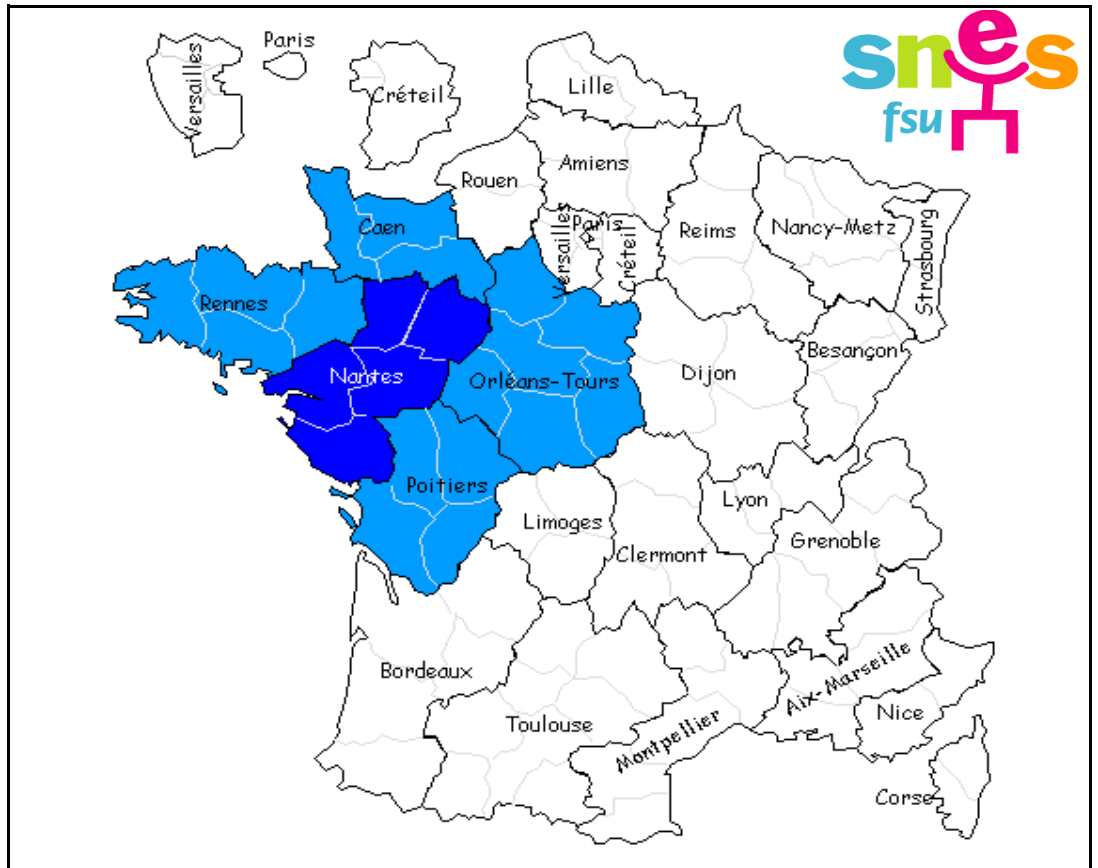 Versailles
Paris
Créteil
Lille
snes
fsu
Rouen
Amiens
Caen
Versailles
Paris
Créteil
Reims
Nancy-Metz
Strasbourg
Rennes
Nantes
Orléans-Tours
Dijon
Besançon
Poitiers
Limoges
Lyon
Clermont
Grenoble
Bordeaux
Toulouse
Montpellier
Aix-Marseille
Nice
Corse